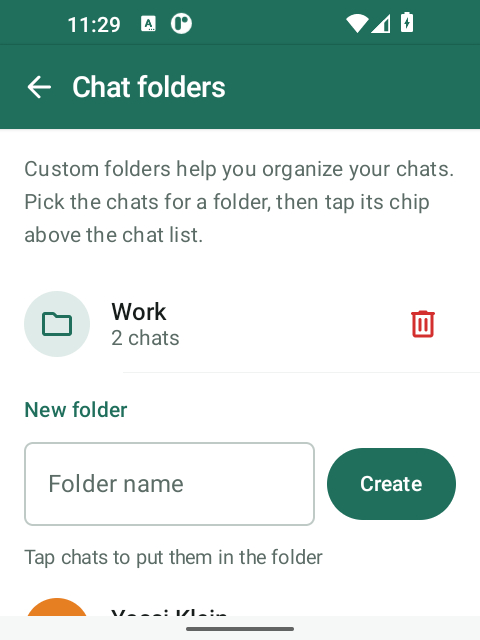 11:29
Chat folders
Custom folders help you organize your chats.
Pick the chats for a folder, then tap its chip
above the chat list.
Work
2 chats
New folder
Folder name
Create
Tap chats to put them in the folder